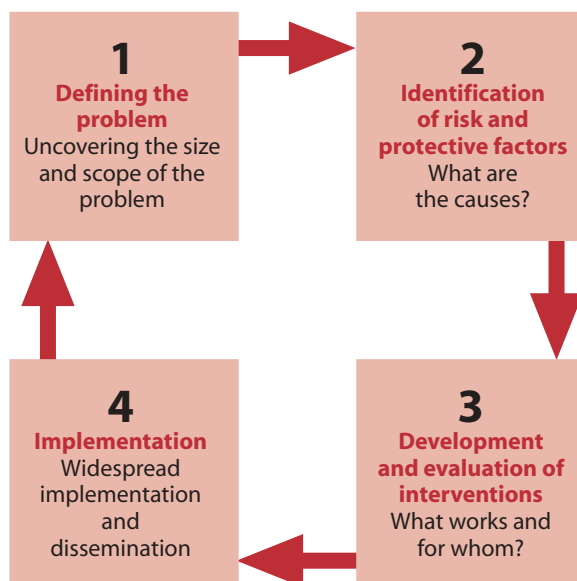 1
Defining the
problem
Uncovering the size
and scope of the
problem
2
Identification
of risk and
protective factors
What are
the causes?
3
Development
and evaluation of
interventions
What works and
for whom?
4
Implementation
Widespread
implementation
and
dissemination